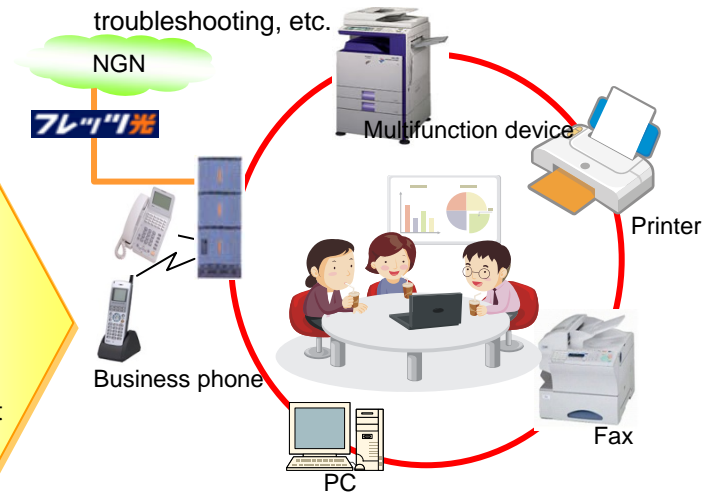 troubleshooting, etc.
NGN
フレッツ光
Multifunction device
Printer
Business phone
Fax
PC